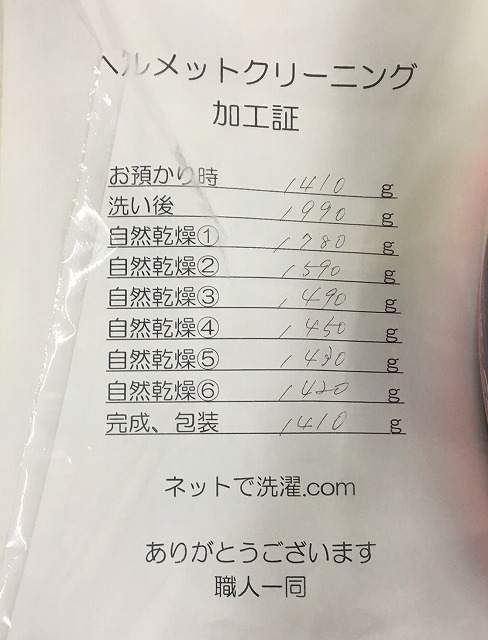 ヘルメットクリーニング
加工証
お預かり時 1410 g
洗い後 1990 g
自然乾燥① 1780 g
自然乾燥② 1590 g
自然乾燥③ 1490 g
自然乾燥④ 1450 g
自然乾燥⑤ 1430 g
自然乾燥⑥ 1420 g
完成、包装 1410 g
ネットで洗濯.com
ありがとうございます
職人一同